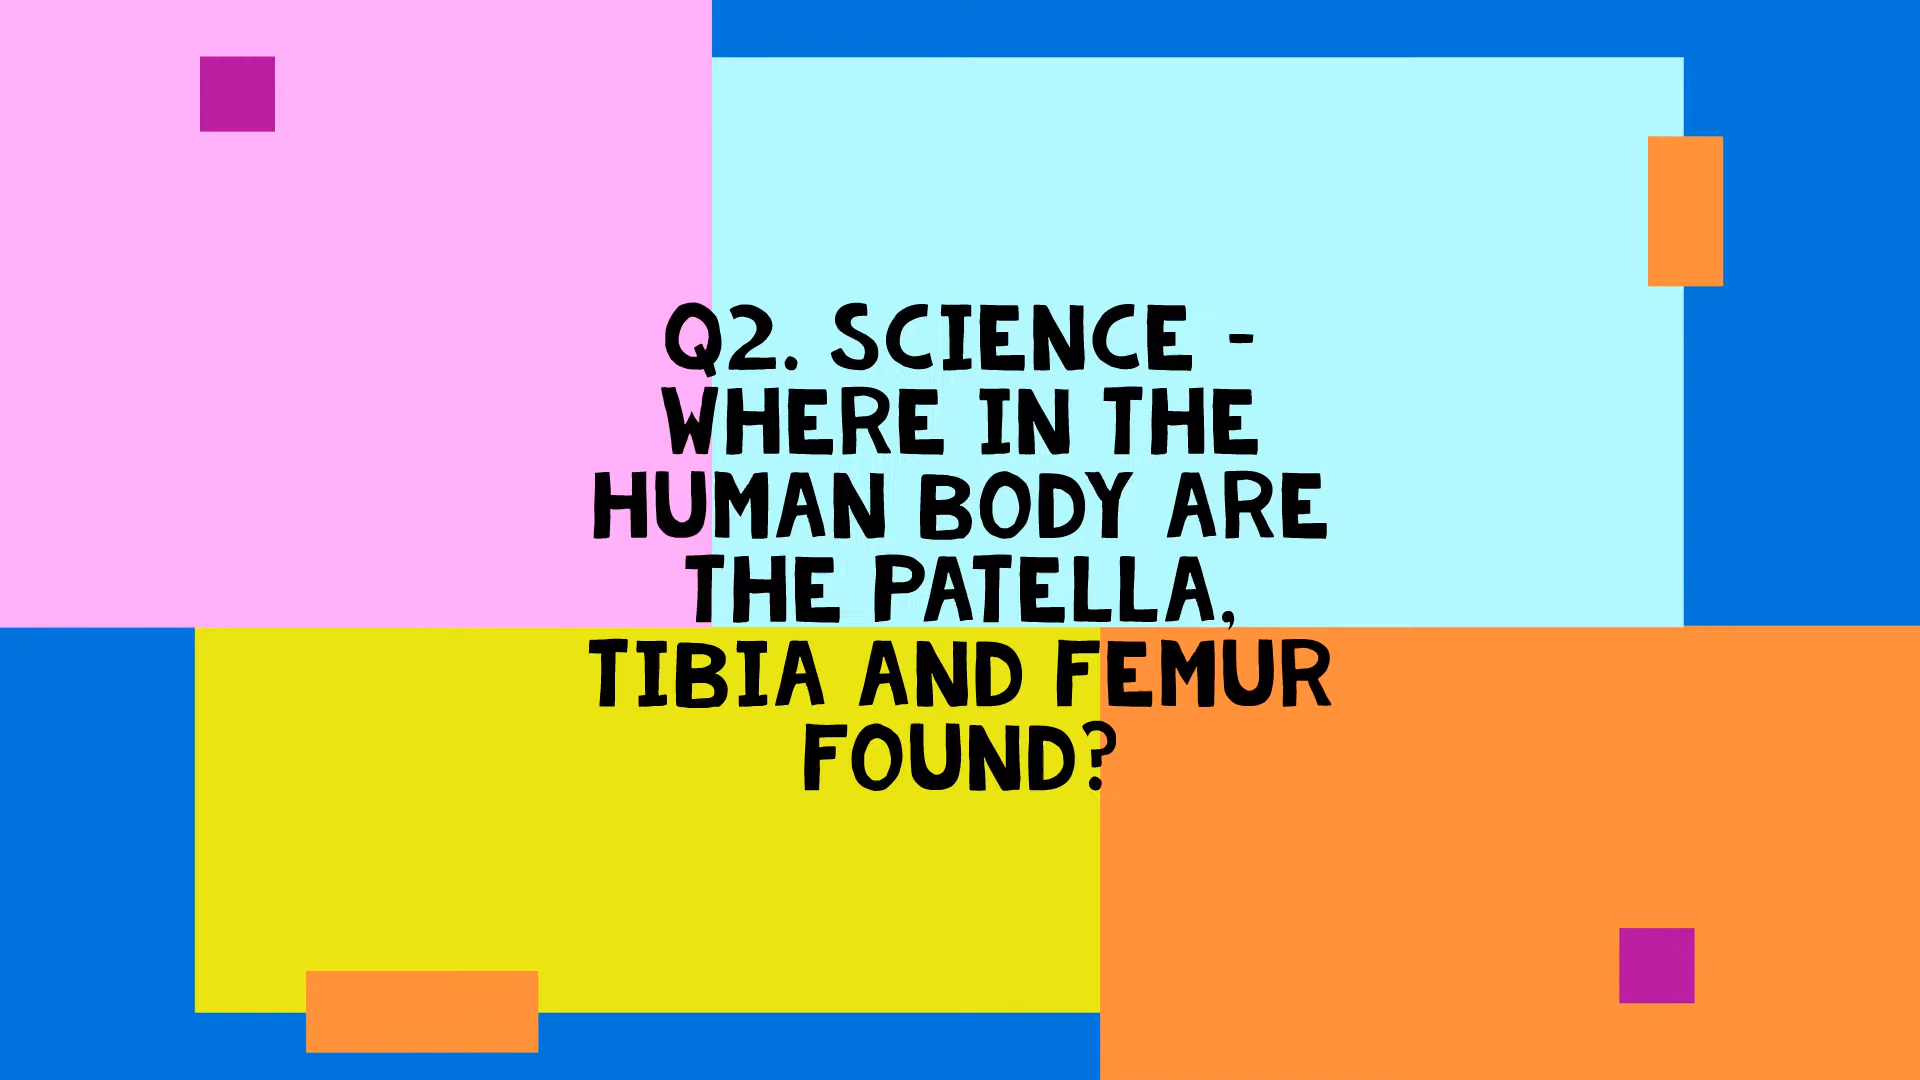 Q2. SCIENCE -
WHERE IN THE
HUMAN BODY ARE
THE PATELLA,
TIBIA AND FEMUR
FOUND?